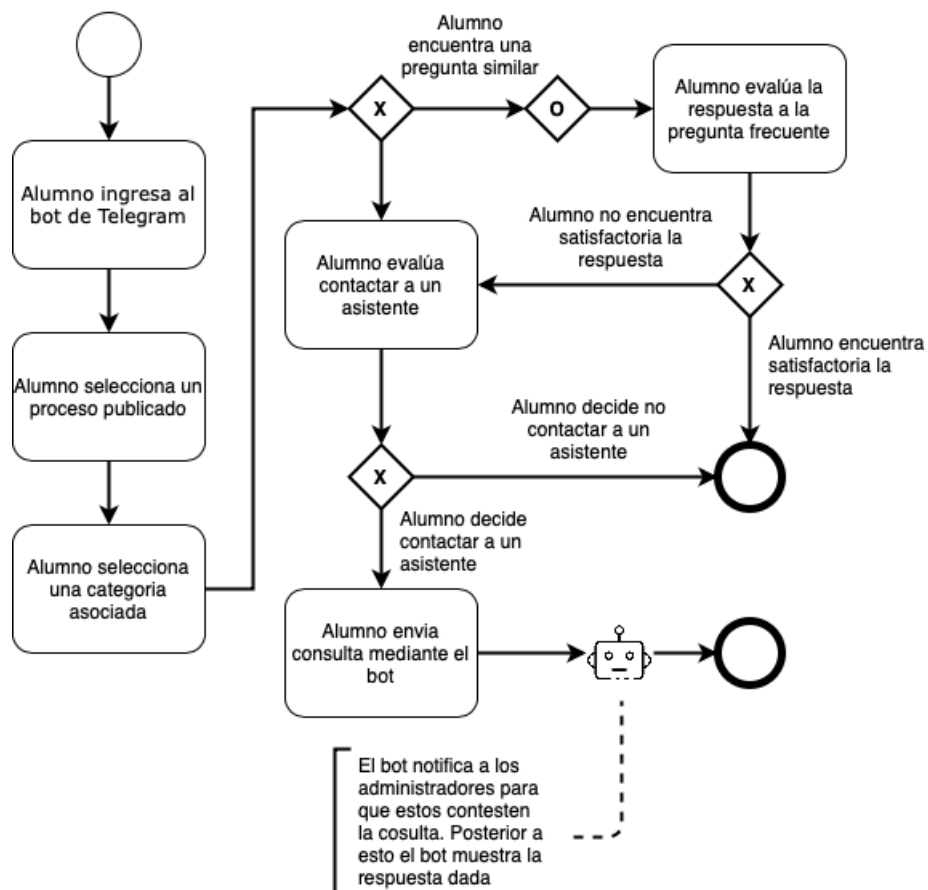 Alumno ingresa al
bot de Telegram
Alumno selecciona un
proceso publicado
Alumno selecciona
una categoria
asociada
X
Alumno
encuentra una
pregunta similar
O
Alumno evalúa la
respuesta a la
pregunta frecuente
X
Alumno no encuentra
satisfactoria la
respuesta
Alumno encuentra
satisfactoria la
respuesta
Alumno evalúa
contactar a un
asistente
X
Alumno decide no
contactar a un
asistente
Alumno decide
contactar a un
asistente
Alumno envia
consulta mediante el
bot
El bot notifica a los
administradores para
que estos contesten
la cosulta. Posterior a
esto el bot muestra la
respuesta dada